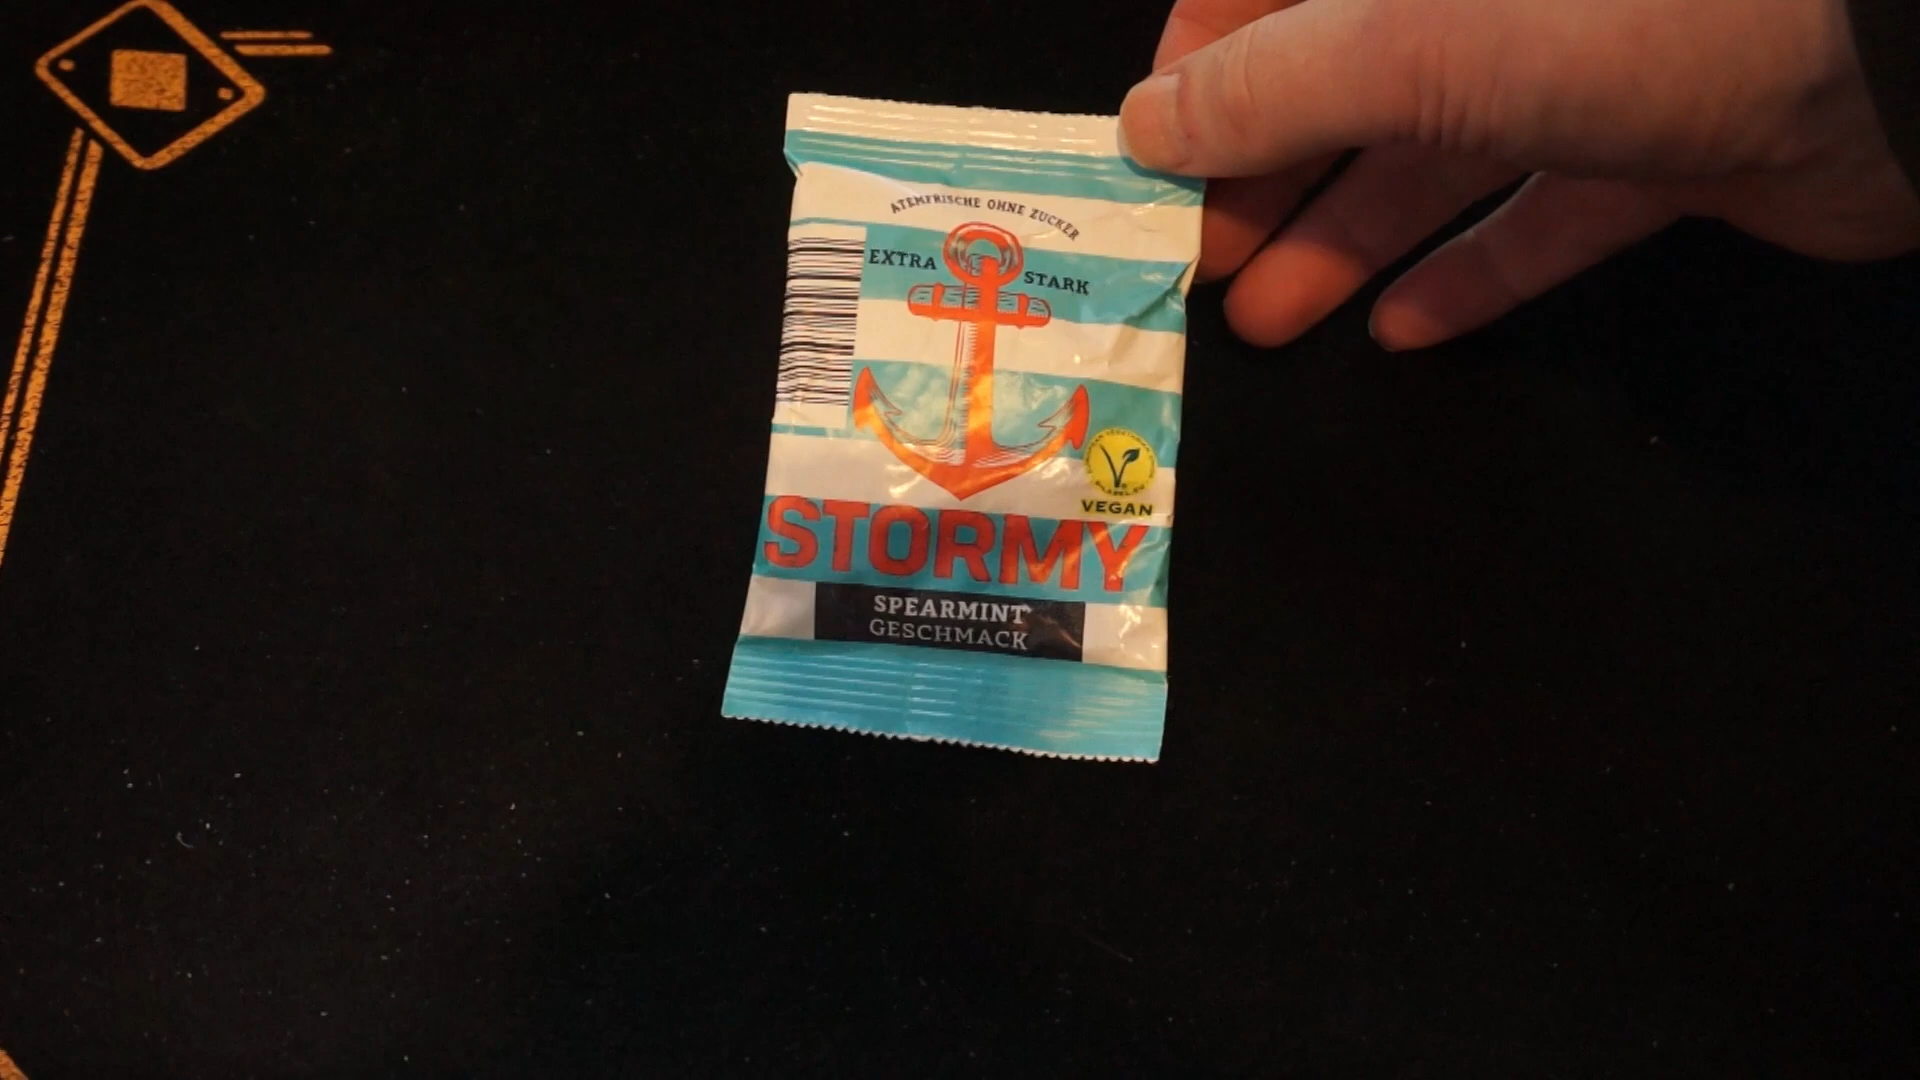 ATEMFRISCHE OHNE ZUCKER
EXTRA STARK
VEGAN
STORMY
SPEARMINT
GESCHMACK